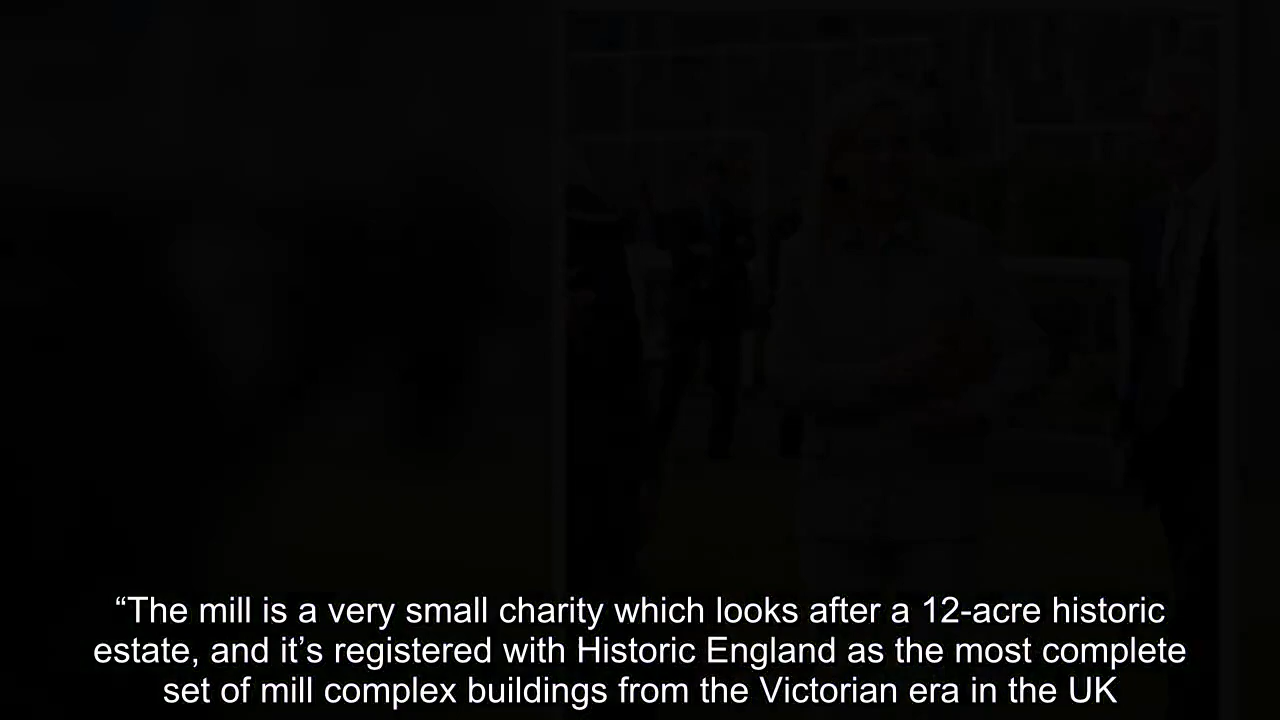 “The mill is a very small charity which looks after a 12-acre historic
estate, and it’s registered with Historic England as the most complete
set of mill complex buildings from the Victorian era in the UK